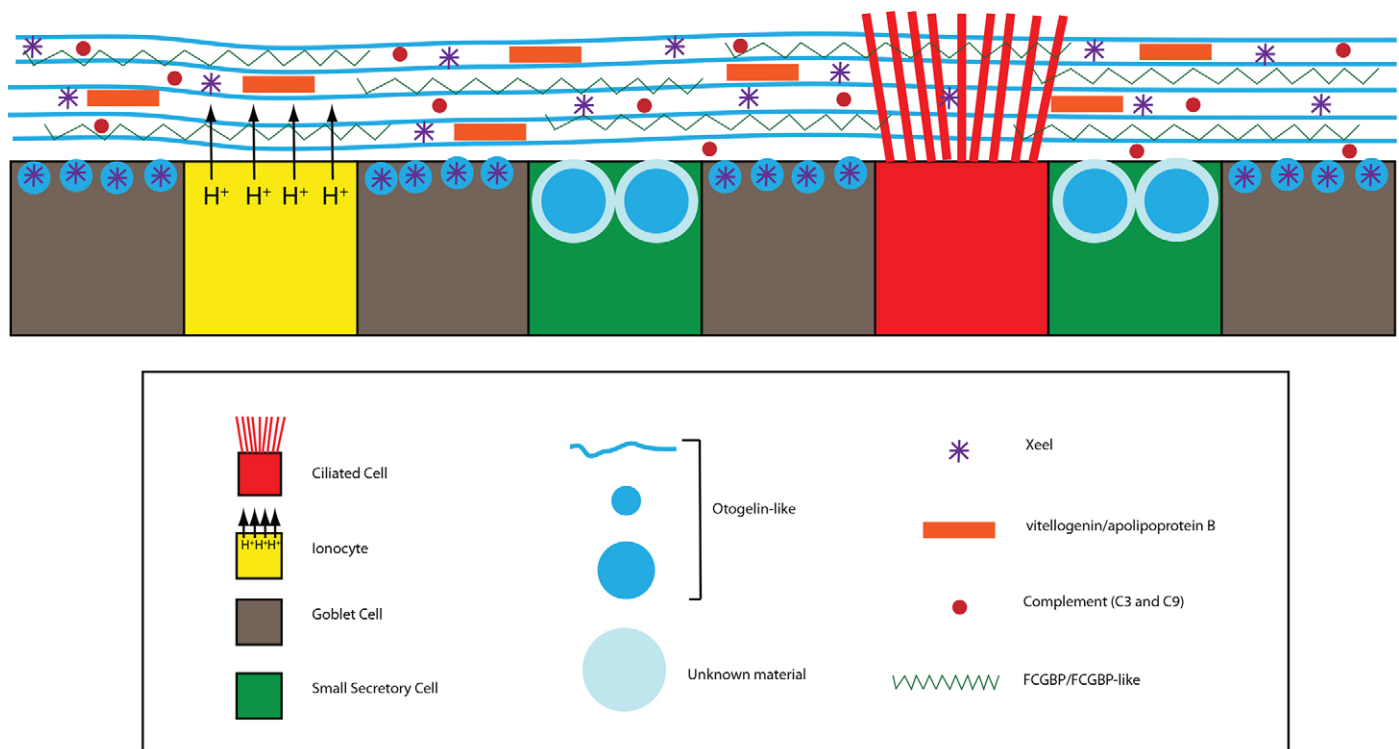 H⁺ H⁺ H⁺ H⁺
Ciliated Cell
H⁺H⁺H⁺
Ionocyte
Goblet Cell
Small Secretory Cell
Otogelin-like
Unknown material
Xeel
vitellogenin/apolipoprotein B
Complement (C3 and C9)
FCGBP/FCGBP-like